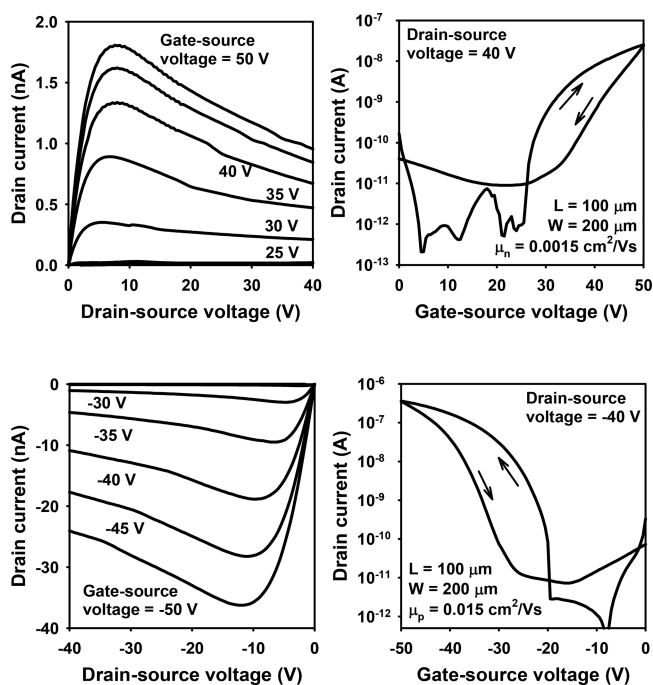 Gate-source
voltage = 50 V
40 V
35 V
30 V
25 V
2.0
1.5
1.0
0.5
0.0
0 10 20 30 40
Drain current (nA)
Drain-source voltage (V)
Drain-source
voltage = 40 V
L = 100 μm
W = 200 μm
μn = 0.0015 cm²/Vs
10⁻⁷
10⁻⁸
10⁻⁹
10⁻¹⁰
10⁻¹¹
10⁻¹²
10⁻¹³
0 10 20 30 40 50
Drain current (A)
Gate-source voltage (V)
-30 V
-35 V
-40 V
-45 V
Gate-source
voltage = -50 V
0
-10
-20
-30
-40
-40 -30 -20 -10 0
Drain current (nA)
Drain-source voltage (V)
Drain-source
voltage = -40 V
L = 100 μm
W = 200 μm
μp = 0.015 cm²/Vs
10⁻⁶
10⁻⁷
10⁻⁸
10⁻⁹
10⁻¹⁰
10⁻¹¹
10⁻¹²
-50 -40 -30 -20 -10 0
Drain current (A)
Gate-source voltage (V)